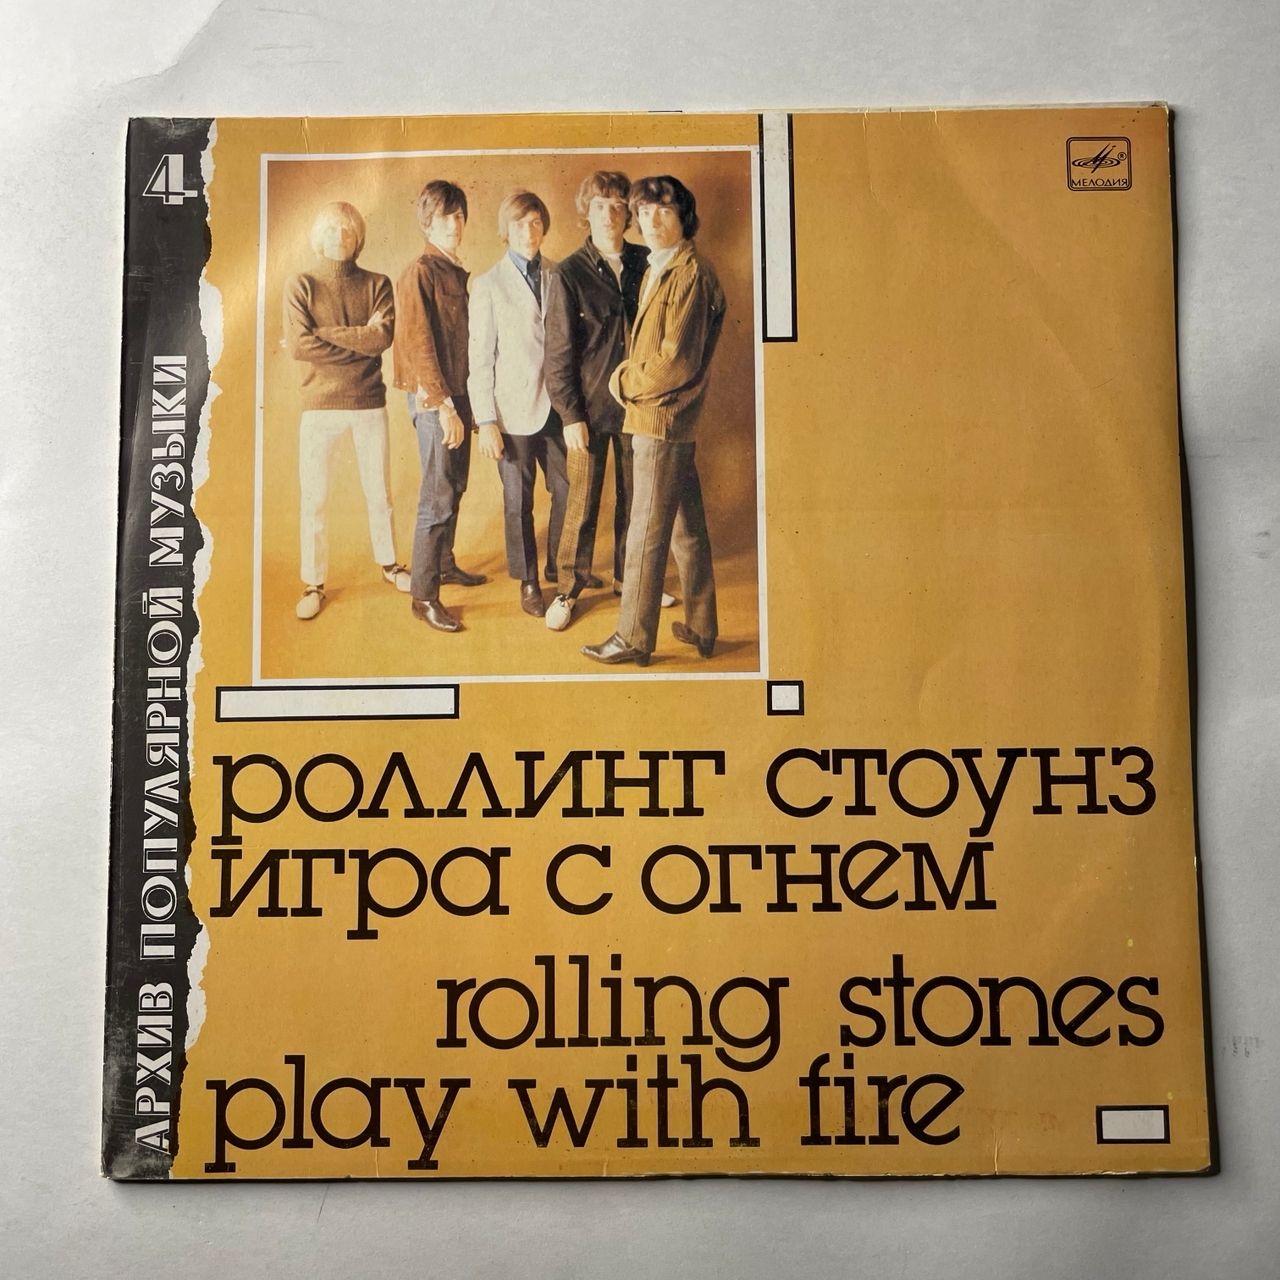 4
АРХИВ ПОПУЛЯРНОЙ МУЗЫКИ
М®
МЕЛОДИЯ
роллинг стоунз
игра с огнем
rolling stones
play with fire